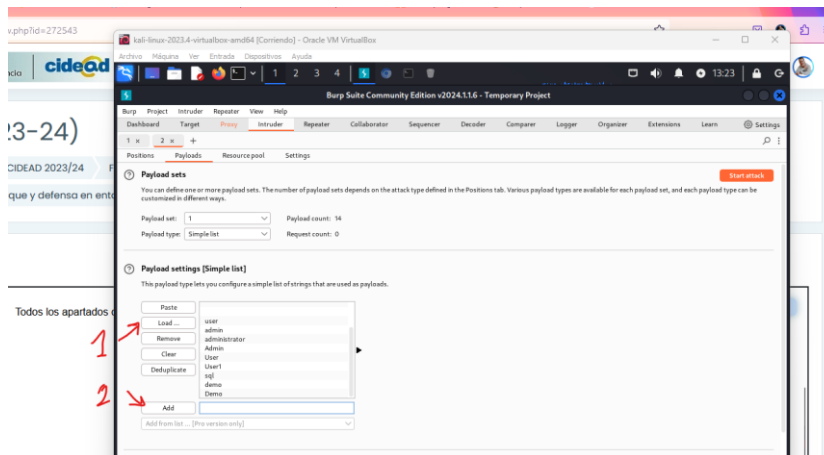 w.php?id=272543
kali-linux-2023.4-virtualbox-amd64 [Corriendo] - Oracle VM VirtualBox
Archivo Máquina Ver Entrada Dispositivos Ayuda
1 2 3 4
13:23
cide@d
Burp Suite Community Edition v2024.1.1.6 - Temporary Project
Burp Project Intruder Repeater View Help
Dashboard Target Proxy Intruder Repeater Collaborator Sequencer Decoder Comparer Logger Organizer Extensions Learn Settings
1 × 2 × +
Positions Payloads Resource pool Settings
23-24)
CIDEAD 2023/24
que y defensa en ento
Payload sets
Start attack
You can define one or more payload sets. The number of payload sets depends on the attack type defined in the Positions tab. Various payload types are available for each payload set, and each payload type can be
customized in different ways.
Payload set: 1 Payload count: 14
Payload type: Simple list Request count: 0
Payload settings [Simple list]
This payload type lets you configure a simple list of strings that are used as payloads.
Todos los apartados
1
2
Paste
Load ...
Remove
Clear
Deduplicate
user
admin
administrator
Admin
User
User1
sql
demo
Demo
Add
Add from list ... [Pro version only]